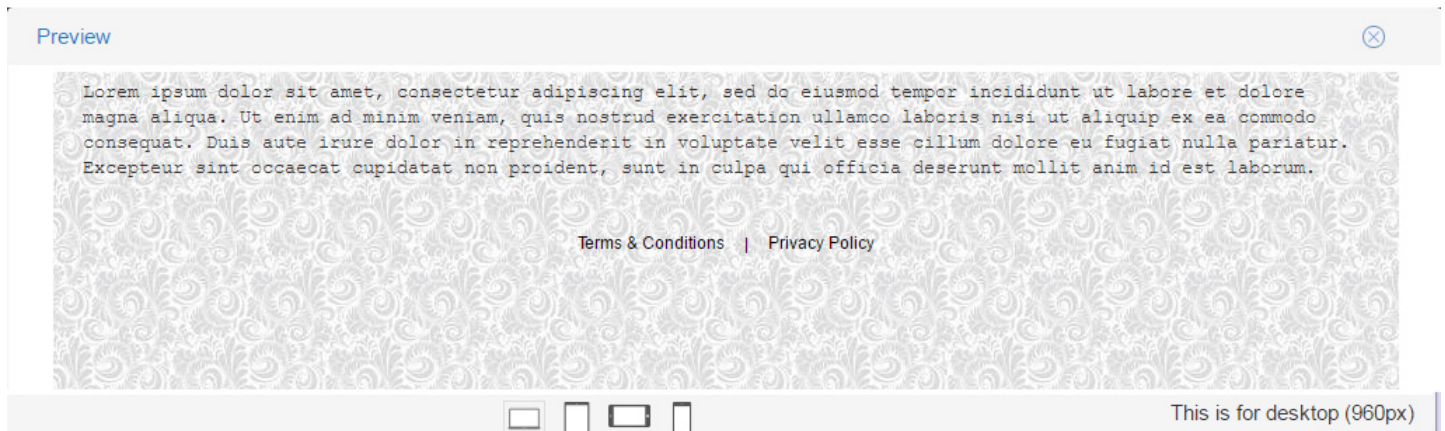 Preview
Lorem ipsum dolor sit amet, consectetur adipiscing elit, sed do eiusmod tempor incididunt ut labore et dolore
magna aliqua. Ut enim ad minim veniam, quis nostrud exercitation ullamco laboris nisi ut aliquip ex ea commodo
consequat. Duis aute irure dolor in reprehenderit in voluptate velit esse cillum dolore eu fugiat nulla pariatur.
Excepteur sint occaecat cupidatat non proident, sunt in culpa qui officia deserunt mollit anim id est laborum.
Terms & Conditions | Privacy Policy
This is for desktop (960px)